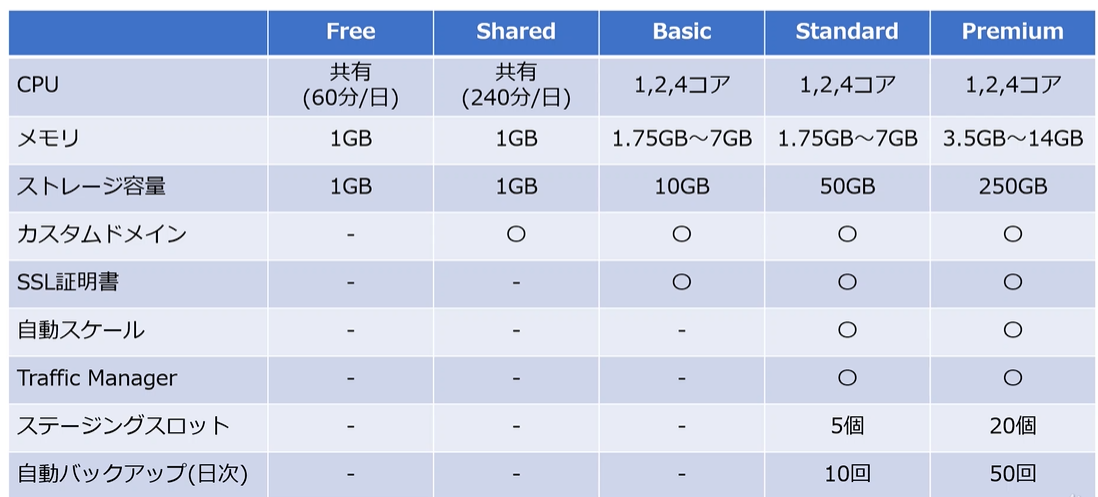 Free Shared Basic Standard Premium
CPU 共有 (60分/日) 共有 (240分/日) 1,2,4コア 1,2,4コア 1,2,4コア
メモリ 1GB 1GB 1.75GB～7GB 1.75GB～7GB 3.5GB～14GB
ストレージ容量 1GB 1GB 10GB 50GB 250GB
カスタムドメイン - 〇 〇 〇 〇
SSL証明書 - - 〇 〇 〇
自動スケール - - - 〇 〇
Traffic Manager - - - 〇 〇
ステージングスロット - - - 5個 20個
自動バックアップ(日次) - - - 10回 50回